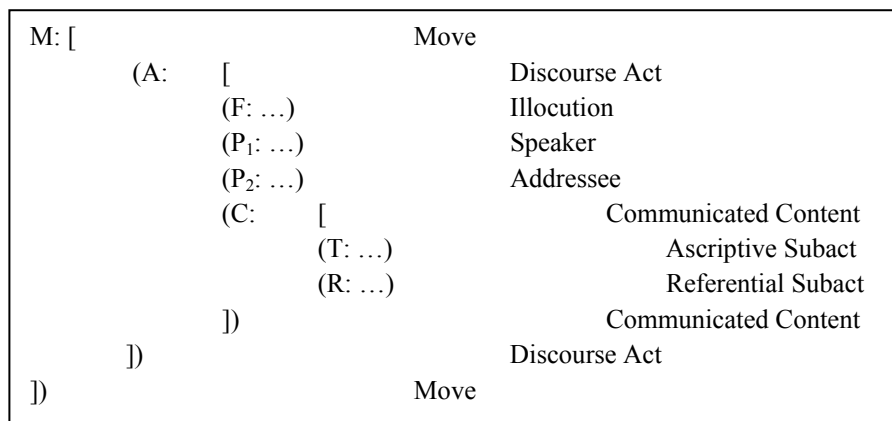 M: [ Move
(A: [ Discourse Act
(F: …) Illocution
(P₁: …) Speaker
(P₂: …) Addressee
(C: [ Communicated Content
(T: …) Ascriptive Subact
(R: …) Referential Subact
]) Communicated Content
]) Discourse Act
]) Move